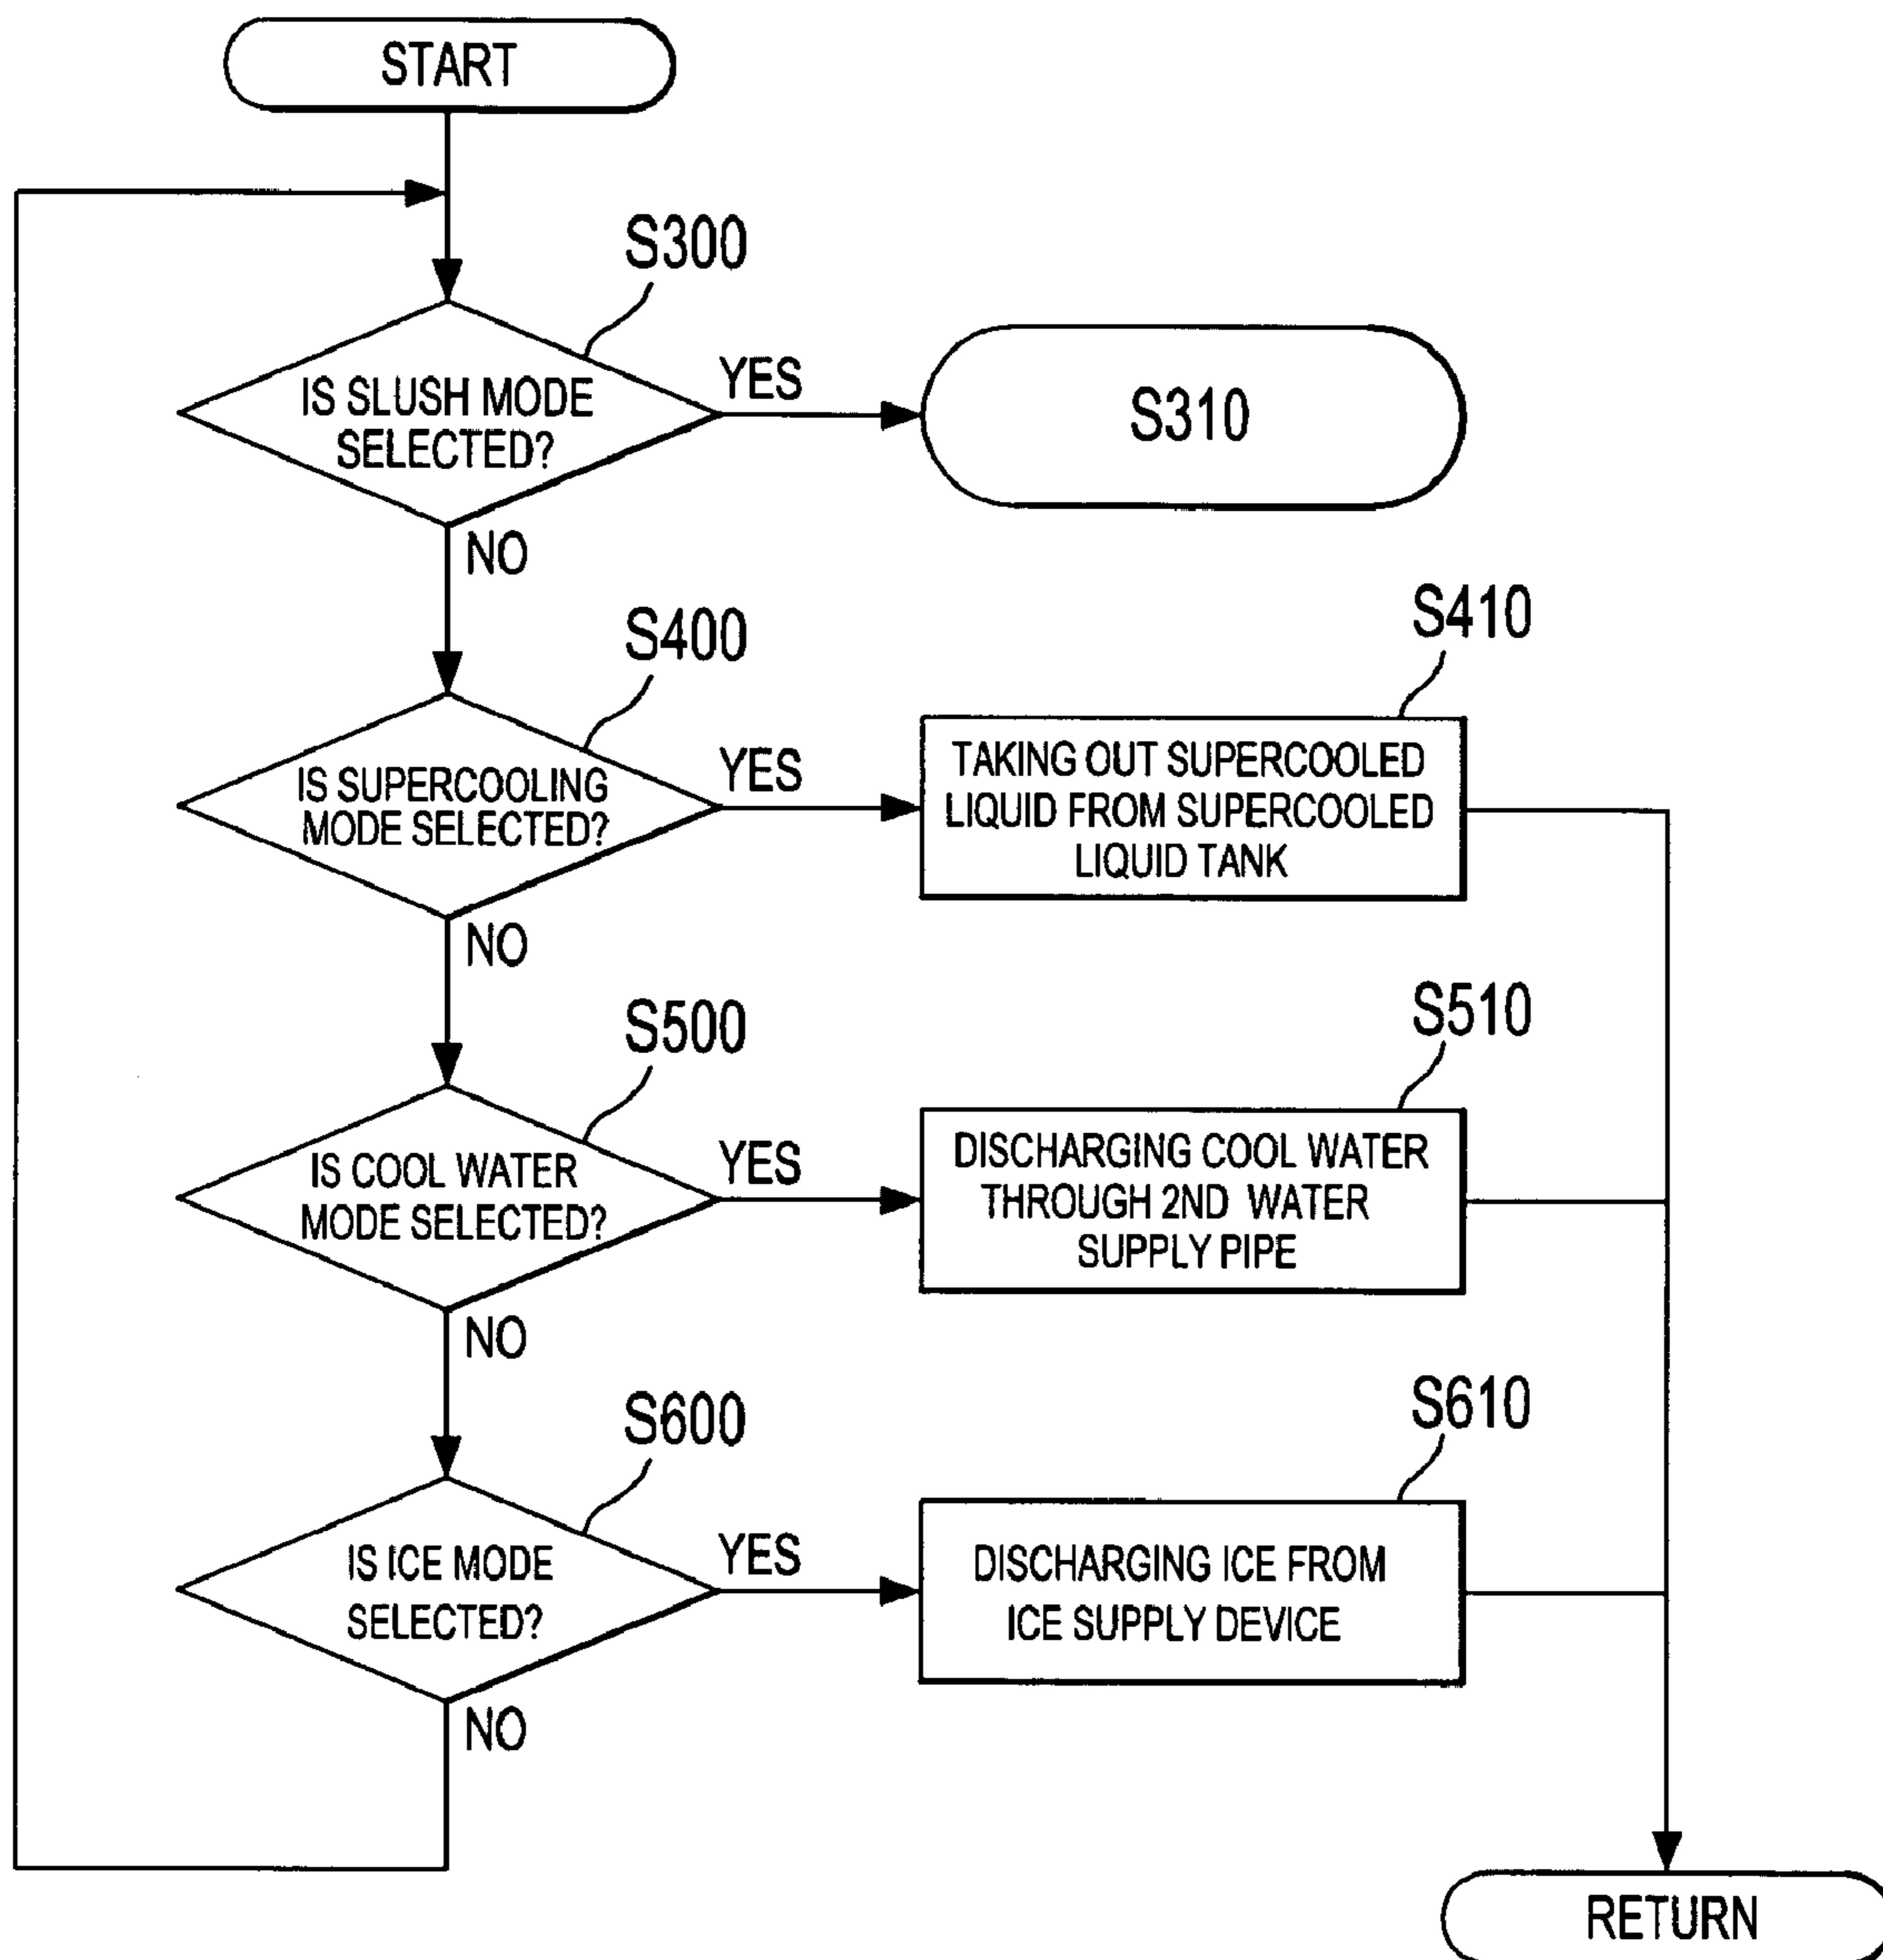 START
S300
IS SLUSH MODE
SELECTED?
YES
S310
NO
S400
IS SUPERCOOLING
MODE SELECTED?
YES
S410
TAKING OUT SUPERCOOLED
LIQUID FROM SUPERCOOLED
LIQUID TANK
NO
S500
IS COOL WATER
MODE SELECTED?
YES
S510
DISCHARGING COOL WATER
THROUGH 2ND WATER
SUPPLY PIPE
NO
S600
IS ICE MODE
SELECTED?
YES
S610
DISCHARGING ICE FROM
ICE SUPPLY DEVICE
NO
RETURN